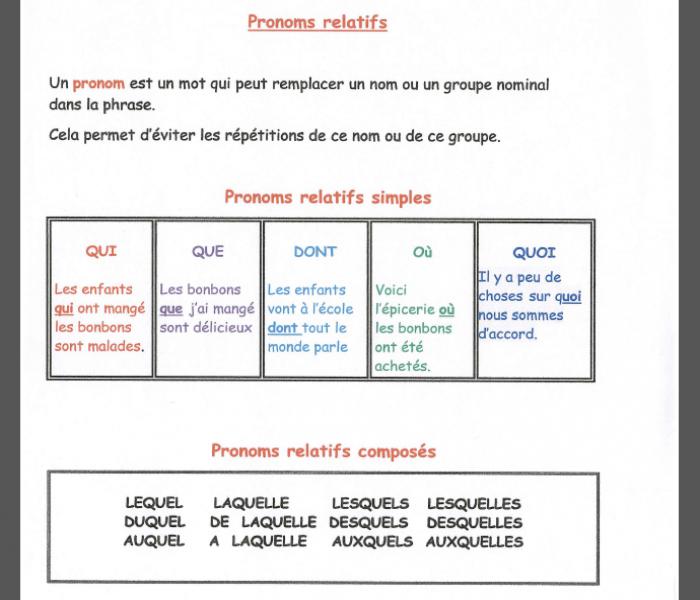 Pronoms relatifs
Un pronom est un mot qui peut remplacer un nom ou un groupe nominal
dans la phrase.
Cela permet d'éviter les répétitions de ce nom ou de ce groupe.
Pronoms relatifs simples
QUI
Les enfants
qui ont mangé
les bonbons
sont malades.
QUE
Les bonbons
que j'ai mangé
sont délicieux
DONT
Les enfants
vont à l'école
dont tout le
monde parle
Où
Voici
l'épicerie où
les bonbons
ont été
achetés.
QUOI
Il y a peu de
choses sur quoi
nous sommes
d'accord.
Pronoms relatifs composés
LEQUEL LAQUELLE LESQUELS LESQUELLES
DUQUEL DE LAQUELLE DESQUELS DESQUELLES
AUQUEL A LAQUELLE AUXQUELS AUXQUELLES